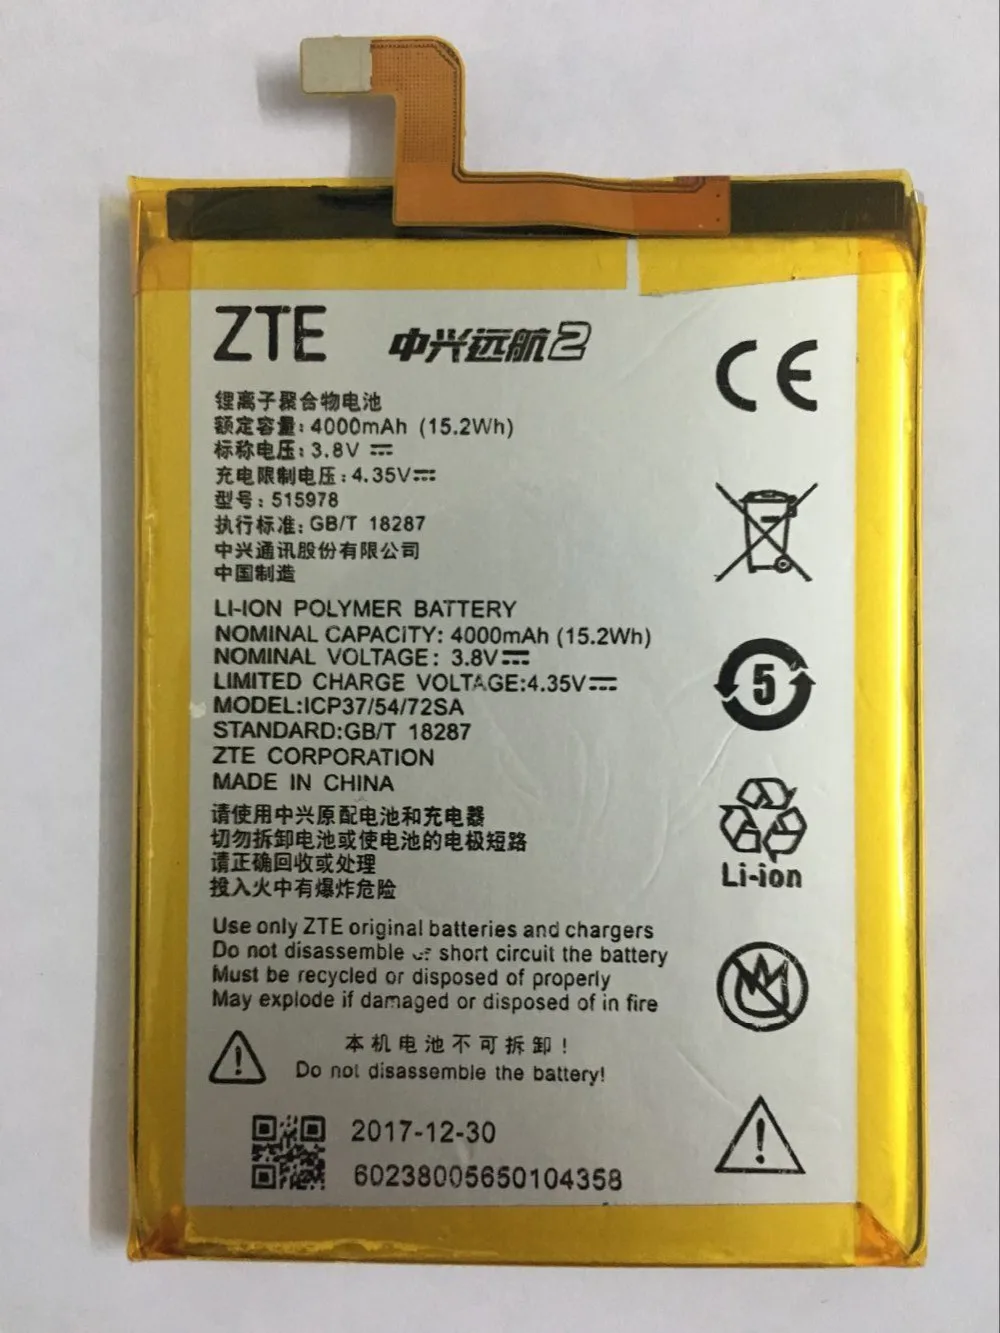 ZTE 中兴远航2
锂离子聚合物电池
额定容量: 4000mAh (15.2Wh)
标称电压: 3.8V
充电限制电压: 4.35V
型号: 515978
执行标准: GB/T 18287
中兴通讯股份有限公司
中国制造
LI-ION POLYMER BATTERY
NOMINAL CAPACITY: 4000mAh (15.2Wh)
NOMINAL VOLTAGE: 3.8V
LIMITED CHARGE VOLTAGE:4.35V
MODEL:ICP37/54/72SA
STANDARD:GB/T 18287
ZTE CORPORATION
MADE IN CHINA
请使用中兴原配电池和充电器
切勿拆卸电池或使电池的电极短路
请正确回收或处理
投入火中有爆炸危险
Use only ZTE original batteries and chargers
Do not disassemble or short circuit the battery
Must be recycled or disposed of properly
May explode if damaged or disposed of in fire
本机电池不可拆卸!
Do not disassemble the battery!
2017-12-30
60238005650104358
CE
5
Li-ion